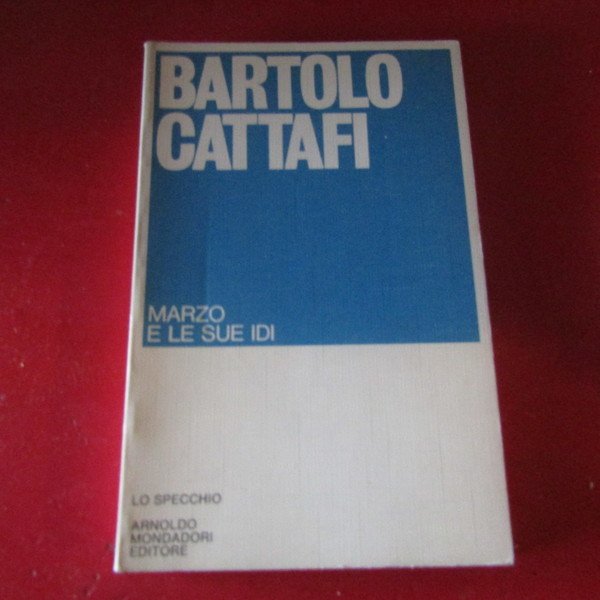 BARTOLO
CATTAFI
MARZO
E LE SUE IDI
LO SPECCHIO
ARNOLDO
MONDADORI
EDITORE